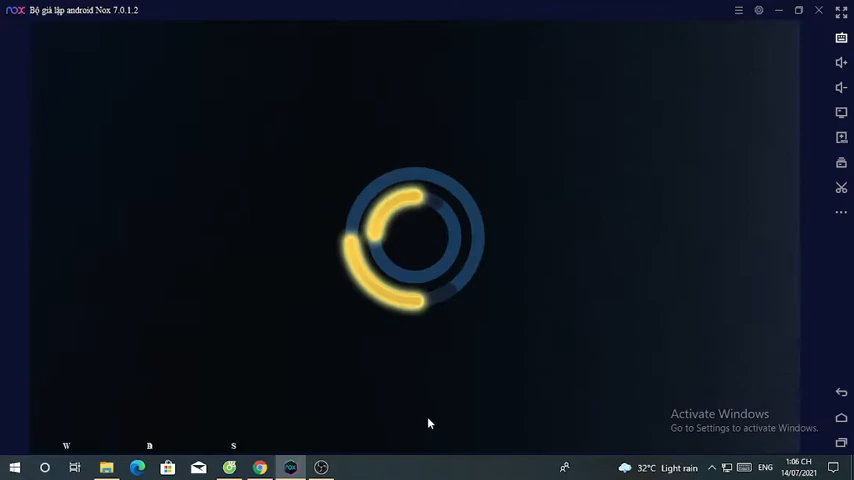 nox Bộ giả lập android Nox 7.0.1.2
W D S
Activate Windows
Go to Settings to activate Windows.
nox
32°C Light rain
ENG
1:06 CH
14/07/2021